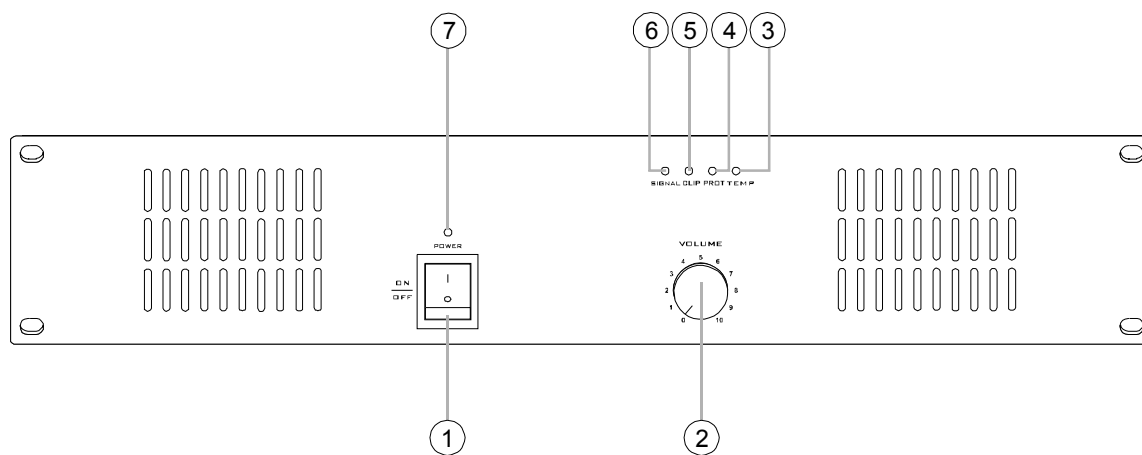 7 6 5 4 3
SIGNAL CLIP PROT TEMP
POWER
VOLUME
ON
OFF
I
O
0 1 2 3 4 5 6 7 8 9 10
1 2